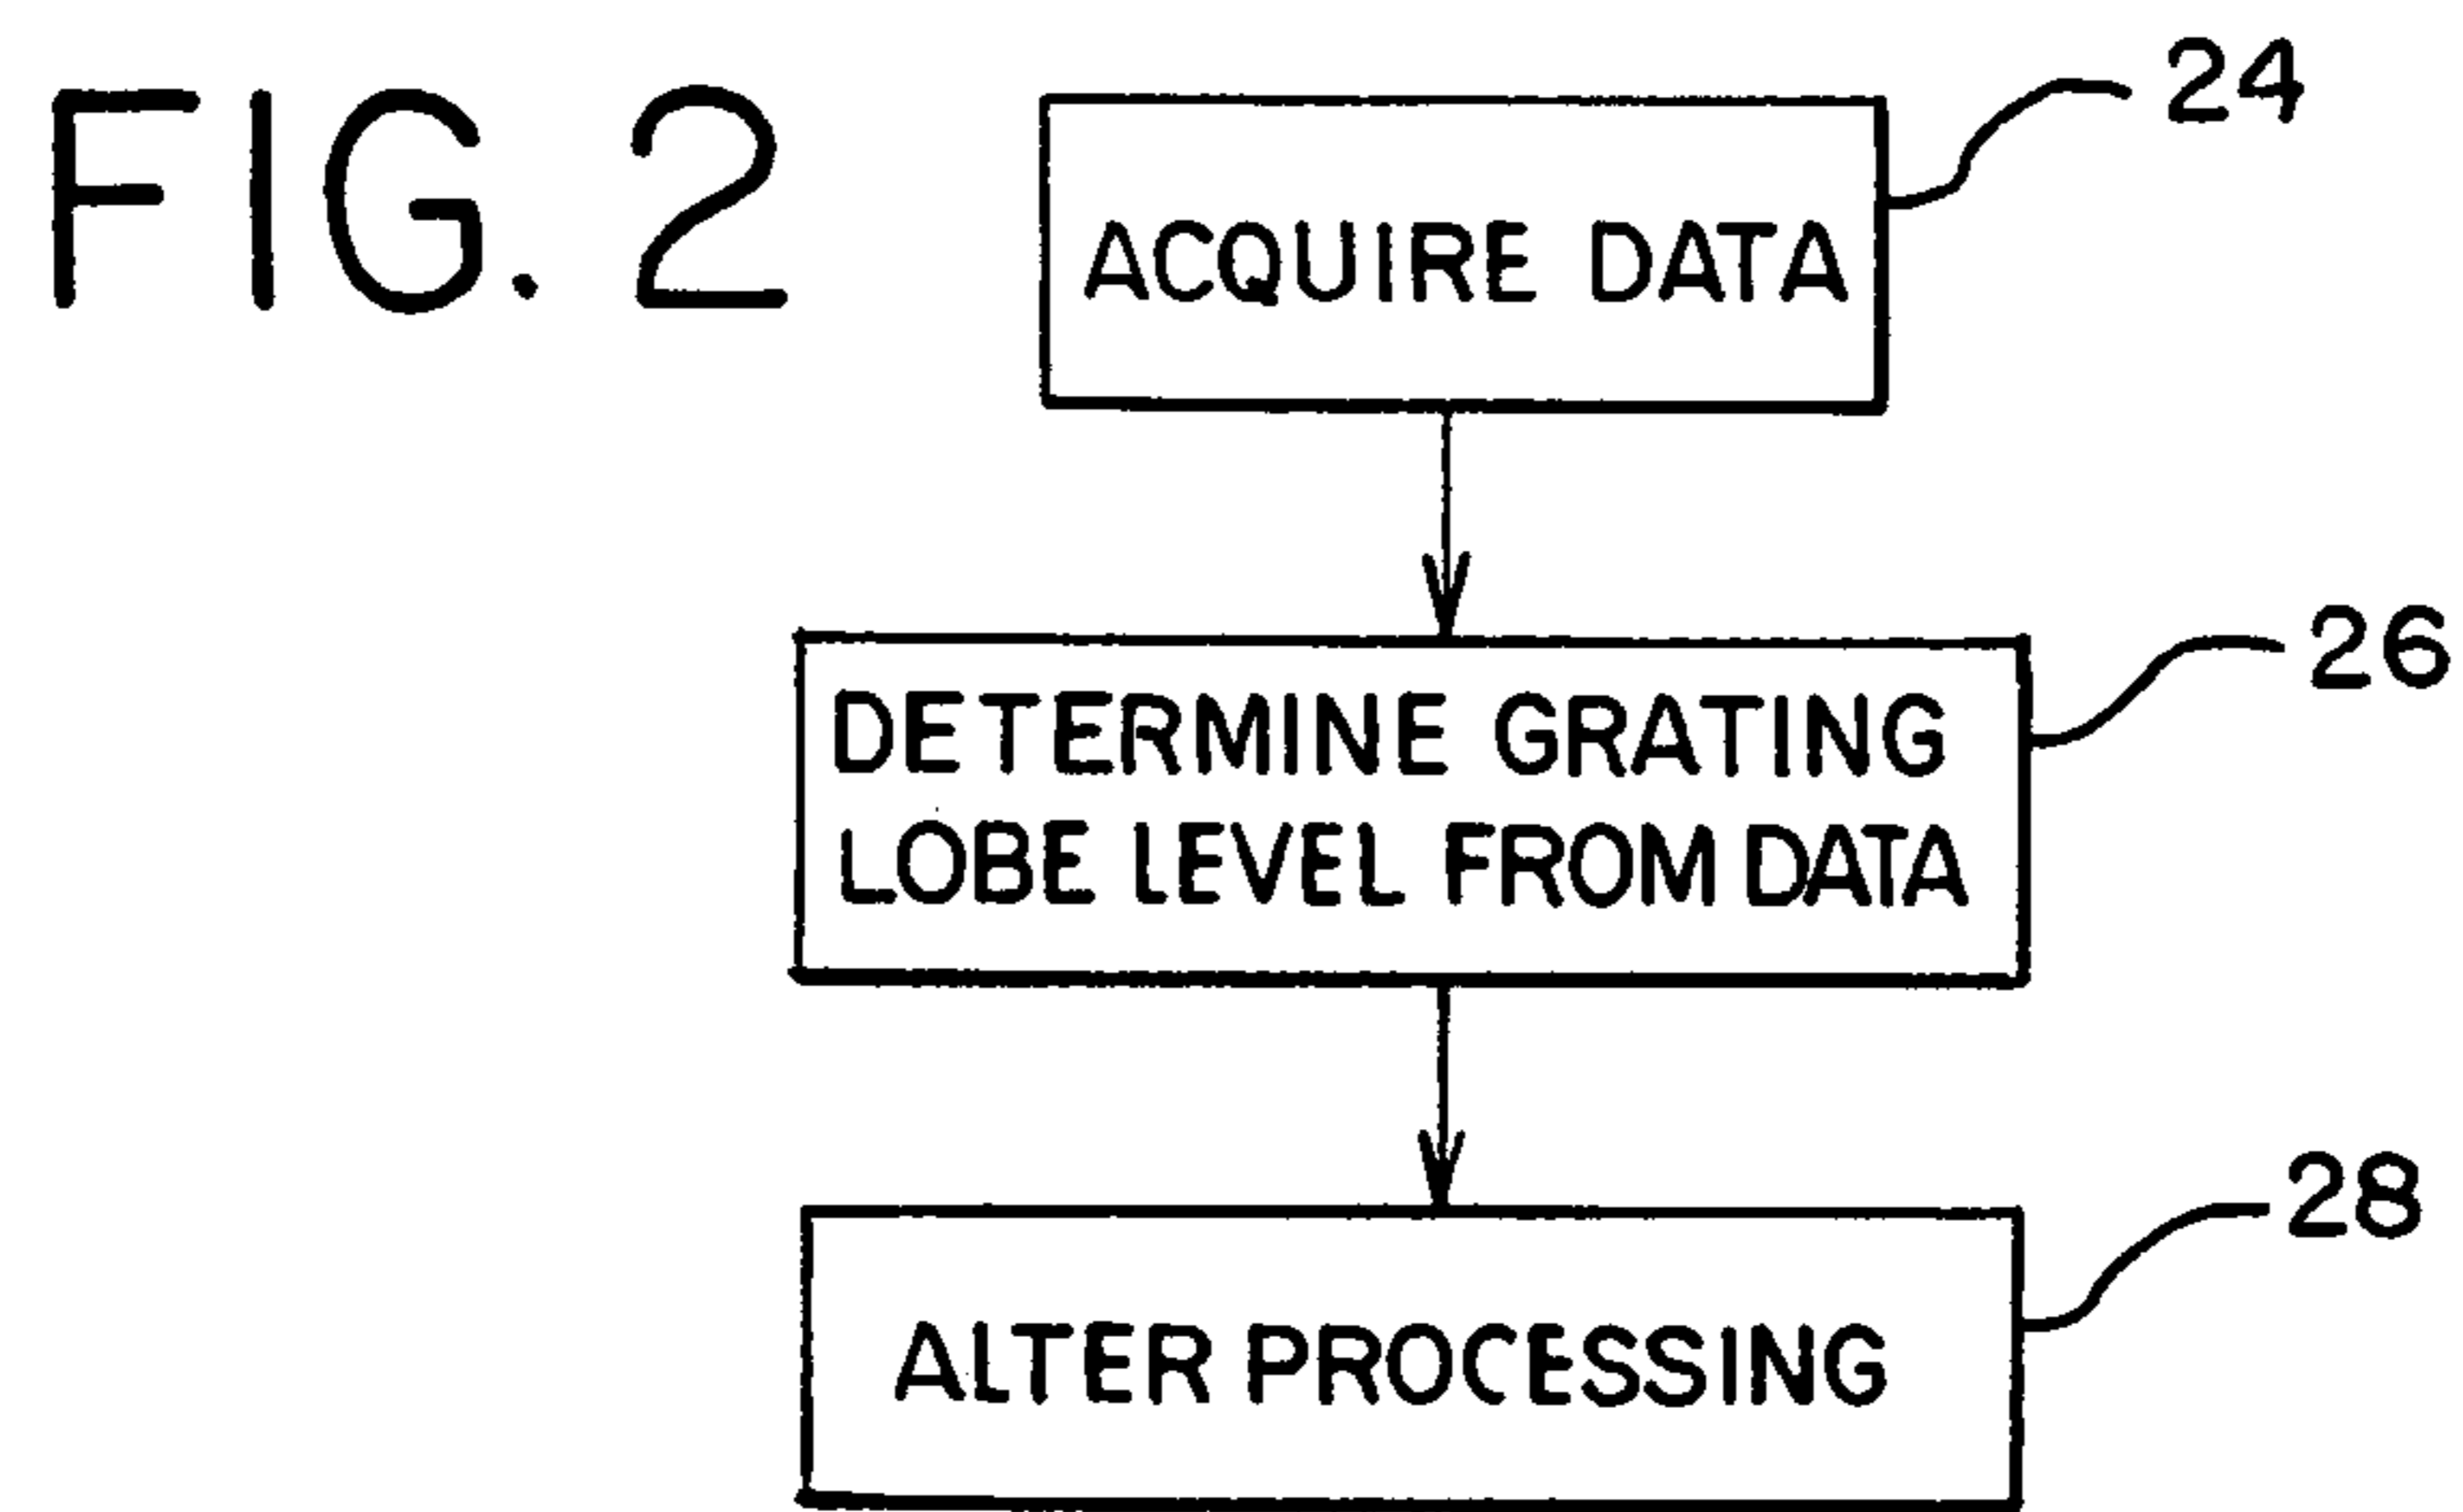 FIG. 2
24
ACQUIRE DATA
26
DETERMINE GRATING
LOBE LEVEL FROM DATA
28
ALTER PROCESSING